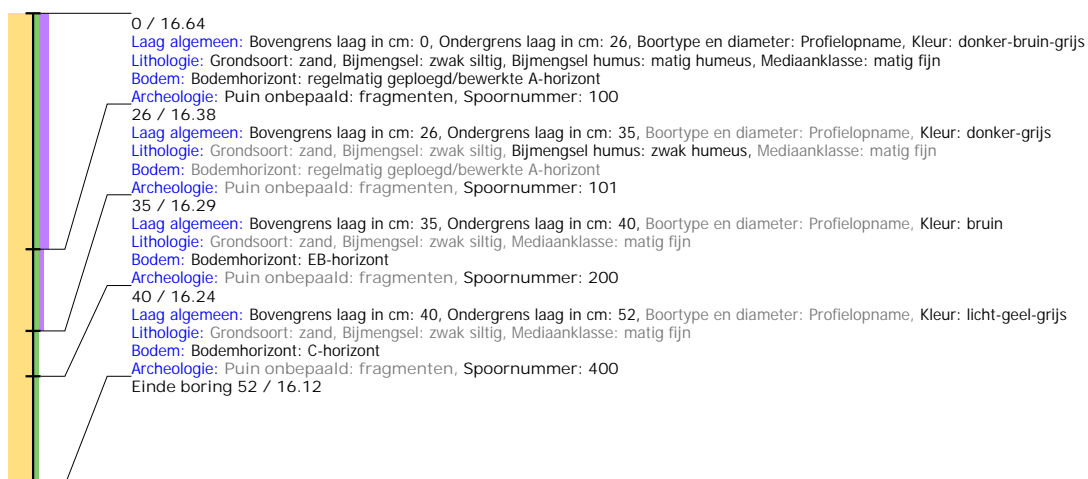 0 / 16.64
Laag algemeen: Bovengrens laag in cm: 0, Ondergrens laag in cm: 26, Boortype en diameter: Profielopname, Kleur: donker-bruin-grijs
Lithologie: Grondsoort: zand, Bijmengsel: zwak siltig, Bijmengsel humus: matig humeus, Mediaanklasse: matig fijn
Bodem: Bodemhorizont: regelmatig geploegd/bewerkte A-horizont
Archeologie: Puin onbepaald: fragmenten, Spoornummer: 100
26 / 16.38
Laag algemeen: Bovengrens laag in cm: 26, Ondergrens laag in cm: 35, Boortype en diameter: Profielopname, Kleur: donker-grijs
Lithologie: Grondsoort: zand, Bijmengsel: zwak siltig, Bijmengsel humus: zwak humeus, Mediaanklasse: matig fijn
Bodem: Bodemhorizont: regelmatig geploegd/bewerkte A-horizont
Archeologie: Puin onbepaald: fragmenten, Spoornummer: 101
35 / 16.29
Laag algemeen: Bovengrens laag in cm: 35, Ondergrens laag in cm: 40, Boortype en diameter: Profielopname, Kleur: bruin
Lithologie: Grondsoort: zand, Bijmengsel: zwak siltig, Mediaanklasse: matig fijn
Bodem: Bodemhorizont: EB-horizont
Archeologie: Puin onbepaald: fragmenten, Spoornummer: 200
40 / 16.24
Laag algemeen: Bovengrens laag in cm: 40, Ondergrens laag in cm: 52, Boortype en diameter: Profielopname, Kleur: licht-geel-grijs
Lithologie: Grondsoort: zand, Bijmengsel: zwak siltig, Mediaanklasse: matig fijn
Bodem: Bodemhorizont: C-horizont
Archeologie: Puin onbepaald: fragmenten, Spoornummer: 400
Einde boring 52 / 16.12